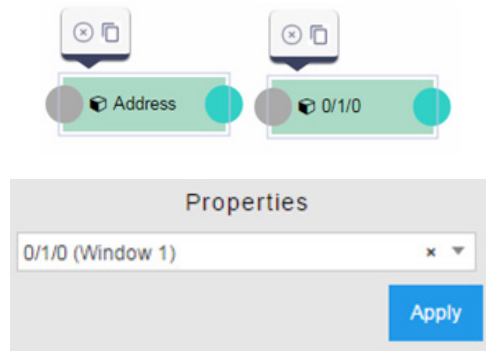 Address
0/1/0
Properties
0/1/0 (Window 1)
Apply